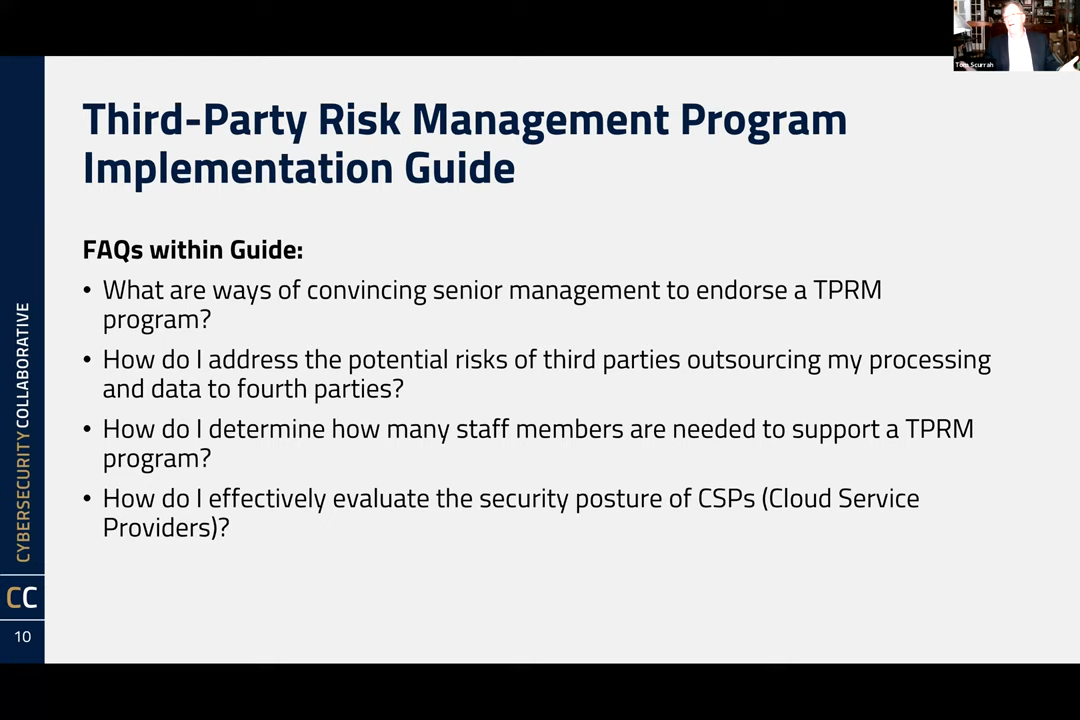 Tom Scurrah
Third-Party Risk Management Program
Implementation Guide
FAQs within Guide:
• What are ways of convincing senior management to endorse a TPRM
program?
• How do I address the potential risks of third parties outsourcing my processing
and data to fourth parties?
• How do I determine how many staff members are needed to support a TPRM
program?
• How do I effectively evaluate the security posture of CSPs (Cloud Service
Providers)?
CYBERSECURITY COLLABORATIVE
CC
10